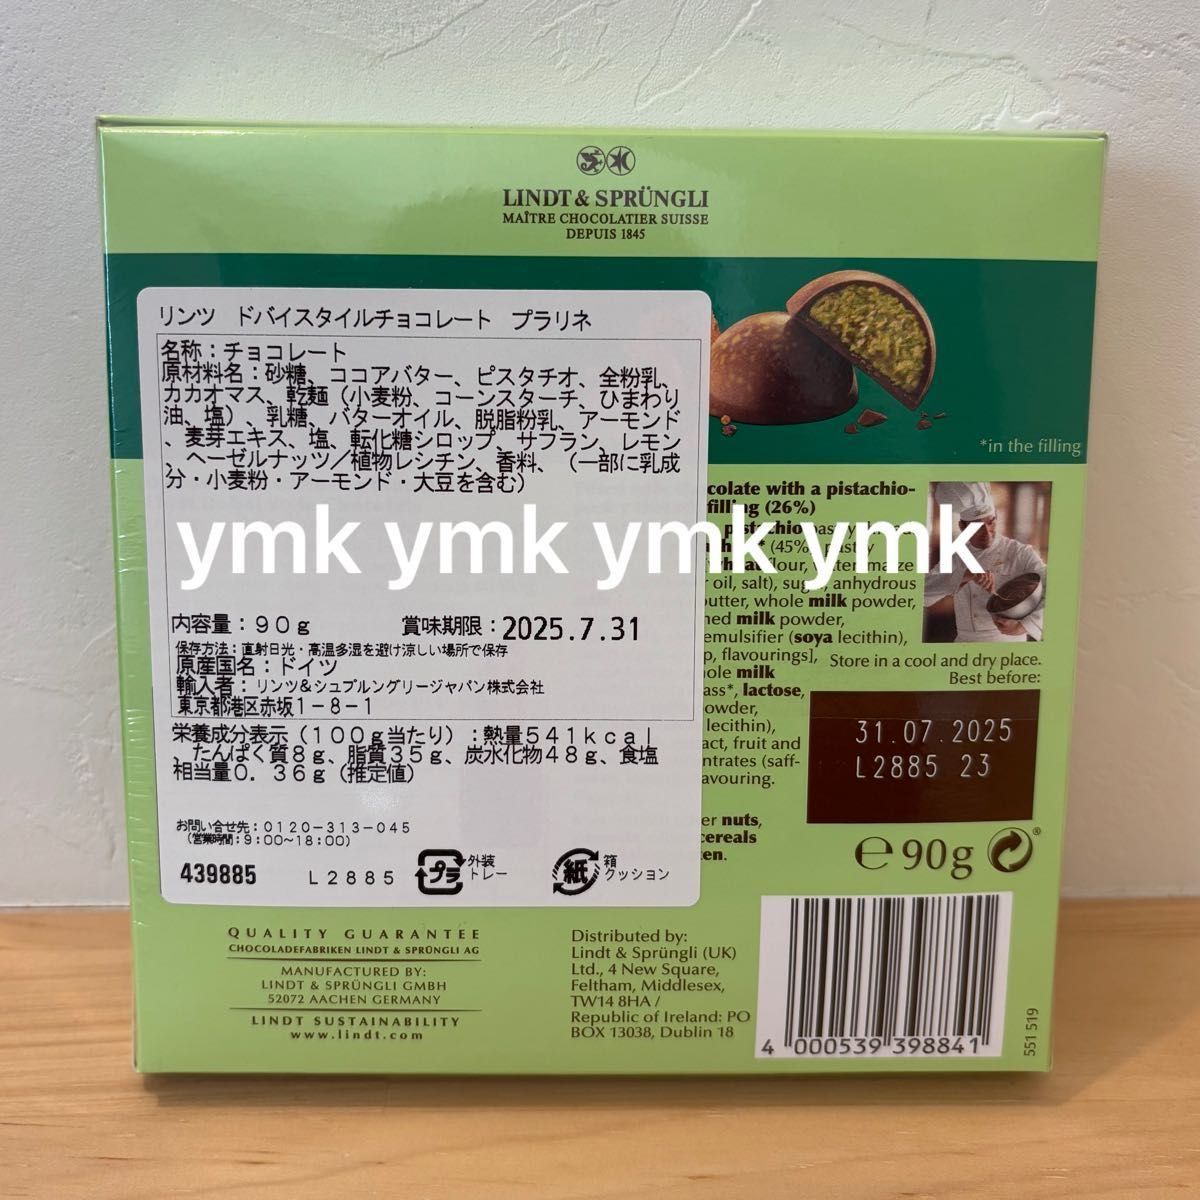 LINDT & SPRÜNGLI
MAÎTRE CHOCOLATIER SUISSE
DEPUIS 1845
リンツ ドバイスタイルチョコレート プラリネ
名称：チョコレート
原材料名：砂糖、ココアバター、ピスタチオ、全粉乳、
カカオマス、乾麺（小麦粉、コーンスターチ、ひまわり
油、塩）、乳糖、バターオイル、脱脂粉乳、アーモンド
、麦芽エキス、塩、転化糖シロップ、サフラン、レモン
、ヘーゼルナッツ／植物レシチン、香料、（一部に乳成
分・小麦粉・アーモンド・大豆を含む）
内容量：90g 賞味期限：2025.7.31
保存方法：直射日光・高温多湿を避け涼しい場所で保存
原産国名：ドイツ
輸入者：リンツ&シュプルングリージャパン株式会社
東京都港区赤坂1-8-1
栄養成分表示（100g当たり）：熱量541kcal
、たんぱく質8g、脂質35g、炭水化物48g、食塩
相当量0.36g（推定値）
お問い合せ先：0120-313-045
（営業時間：9:00~18:00）
439885 L2885 プラ 外装
トレー 紙 箱
クッション
*in the filling
colate with a pistachio-
filling (26%)
ymk ymk ymk ymk
oil, salt), sugar, anhydrous
utter, whole milk powder,
ed milk powder,
emulsifier (soya lecithin),
p, flavourings],
ole milk
ass*, lactose,
owder,
lecithin),
act, fruit and
ntrates (saff-
avouring.
er nuts,
cereals
en.
Store in a cool and dry place.
Best before:
31.07.2025
L2885 23
e 90g ®
QUALITY GUARANTEE
CHOCOLADEFABRIKEN LINDT & SPRÜNGLI AG
MANUFACTURED BY:
LINDT & SPRÜNGLI GMBH
52072 AACHEN GERMANY
LINDT SUSTAINABILITY
www.lindt.com
Distributed by:
Lindt & Sprüngli (UK)
Ltd., 4 New Square,
Feltham, Middlesex,
TW14 8HA /
Republic of Ireland: PO
BOX 13038, Dublin 18
4 000539 398841
551 519